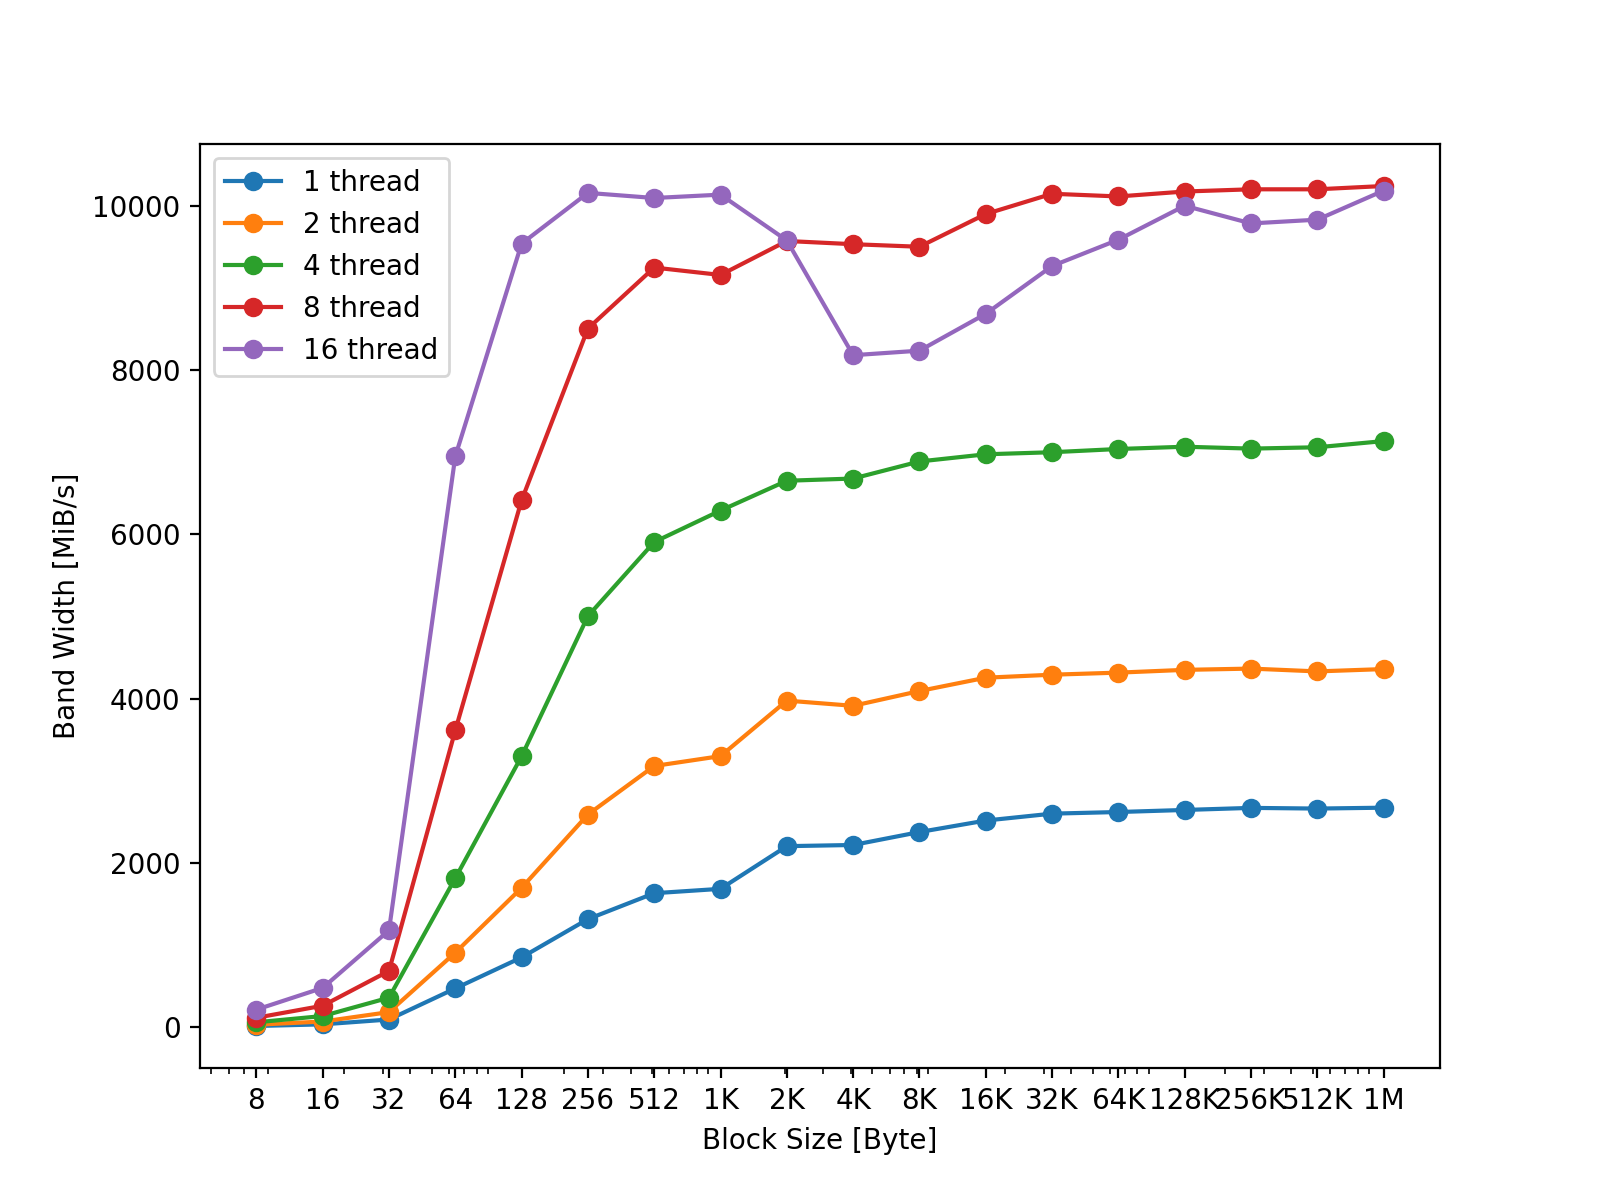 1 thread
2 thread
4 thread
8 thread
16 thread
10000
8000
6000
4000
2000
0
Band Width [MiB/s]
8 16 32 64 128 256 512 1K 2K 4K 8K 16K 32K 64K 128K 256K 512K 1M
Block Size [Byte]